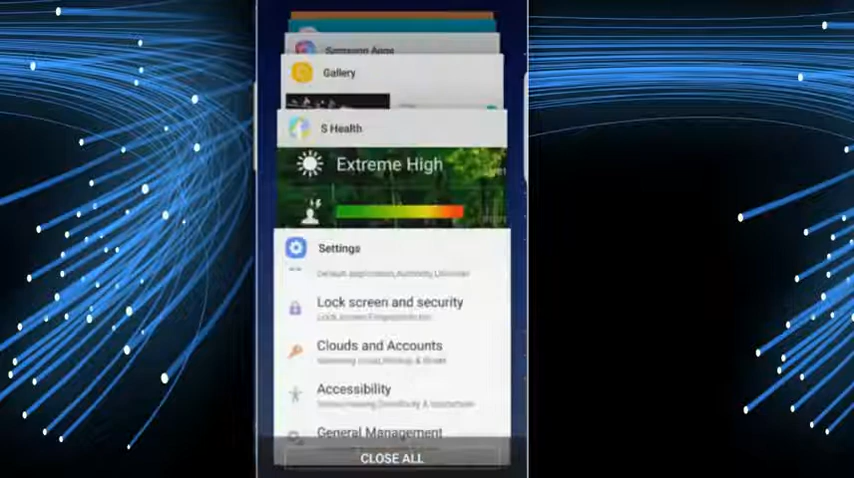 Samsung Apps
Gallery
S Health
Extreme High
Settings
Lock screen and security
Clouds and Accounts
Accessibility
General Management
CLOSE ALL